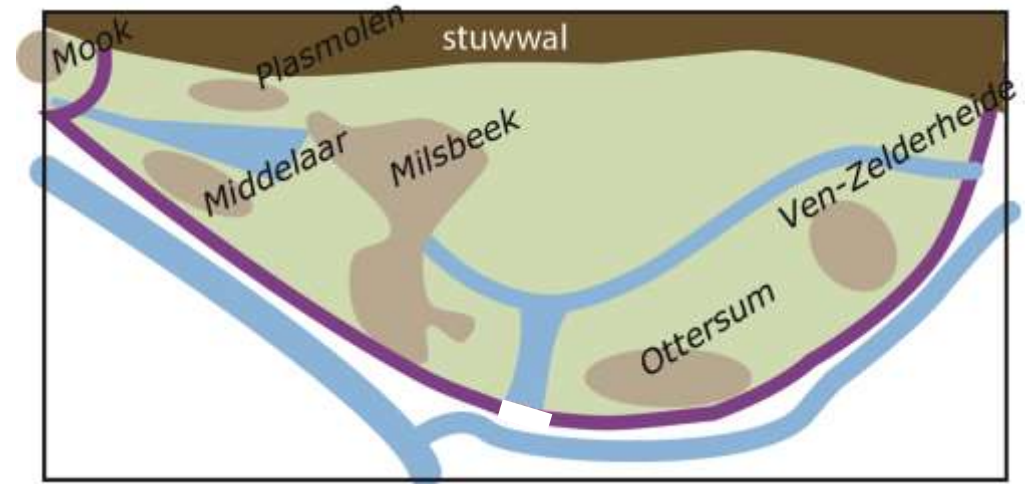 stuwwal
Mook
Plasmolen
Middelaar
Milsbeek
Ven-Zelderheide
Ottersum